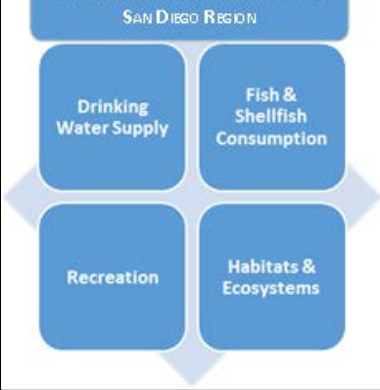 SAN DIEGO REGION
Drinking
Water Supply
Fish &
Shellfish
Consumption
Recreation
Habitats &
Ecosystems